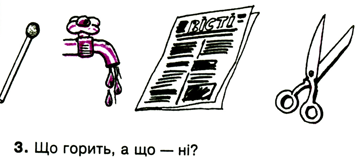 ВІСТІ
3. Що горить, а що — ні?